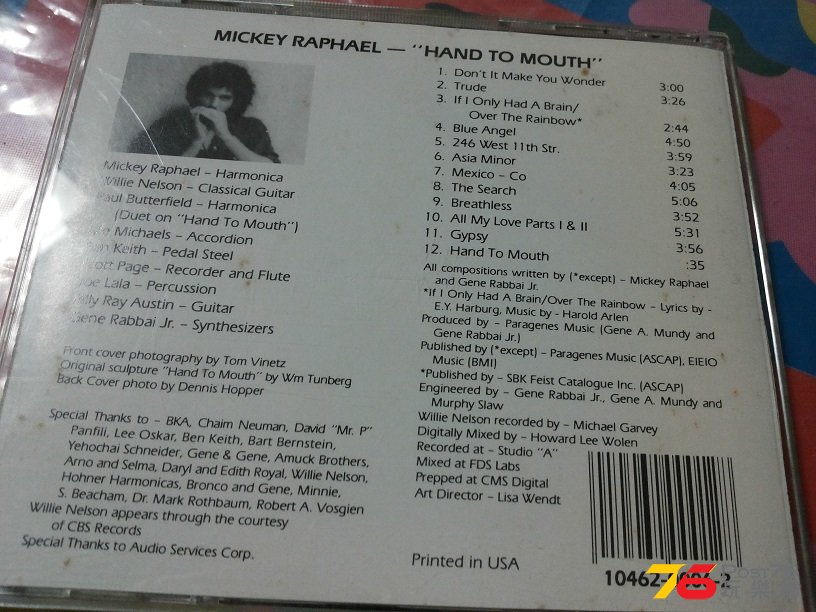 MICKEY RAPHAEL — "HAND TO MOUTH"
Mickey Raphael – Harmonica
Willie Nelson – Classical Guitar
Paul Butterfield – Harmonica
(Duet on "Hand To Mouth")
Michaels – Accordion
Keith – Pedal Steel
Scott Page – Recorder and Flute
Joe Lala – Percussion
Ray Austin – Guitar
Gene Rabbai Jr. – Synthesizers
Front cover photography by Tom Vinetz
Original sculpture "Hand To Mouth" by Wm Tunberg
Back Cover photo by Dennis Hopper
Special Thanks to – BKA, Chaim Neuman, David "Mr. P"
Panfili, Lee Oskar, Ben Keith, Bart Bernstein,
Yehochai Schneider, Gene & Gene, Amuck Brothers,
Arno and Selma, Daryl and Edith Royal, Willie Nelson,
Hohner Harmonicas, Bronco and Gene, Minnie,
S. Beacham, Dr. Mark Rothbaum, Robert A. Vosgien
Willie Nelson appears through the courtesy
of CBS Records
Special Thanks to Audio Services Corp.
1. Don't It Make You Wonder 3:00
2. Trude 3:26
3. If I Only Had A Brain/
Over The Rainbow* 2:44
4. Blue Angel 4:50
5. 246 West 11th Str. 3:59
6. Asia Minor 3:23
7. Mexico – Co 4:05
8. The Search 5:06
9. Breathless 3:52
10. All My Love Parts I & II 5:31
11. Gypsy 3:56
12. Hand To Mouth :35
All compositions written by (*except) – Mickey Raphael
and Gene Rabbai Jr.
*If I Only Had A Brain/Over The Rainbow – Lyrics by -
E.Y. Harburg, Music by - Harold Arlen
Produced by – Paragenes Music (Gene A. Mundy and
Gene Rabbai Jr.)
Published by (*except) – Paragenes Music (ASCAP), EIEIO
Music (BMI)
*Published by – SBK Feist Catalogue Inc. (ASCAP)
Engineered by – Gene Rabbai Jr., Gene A. Mundy and
Murphy Slaw
Willie Nelson recorded by – Michael Garvey
Digitally Mixed by – Howard Lee Wolen
Recorded at – Studio "A"
Mixed at FDS Labs
Prepped at CMS Digital
Art Director – Lisa Wendt
Printed in USA
10462-0006-2
76